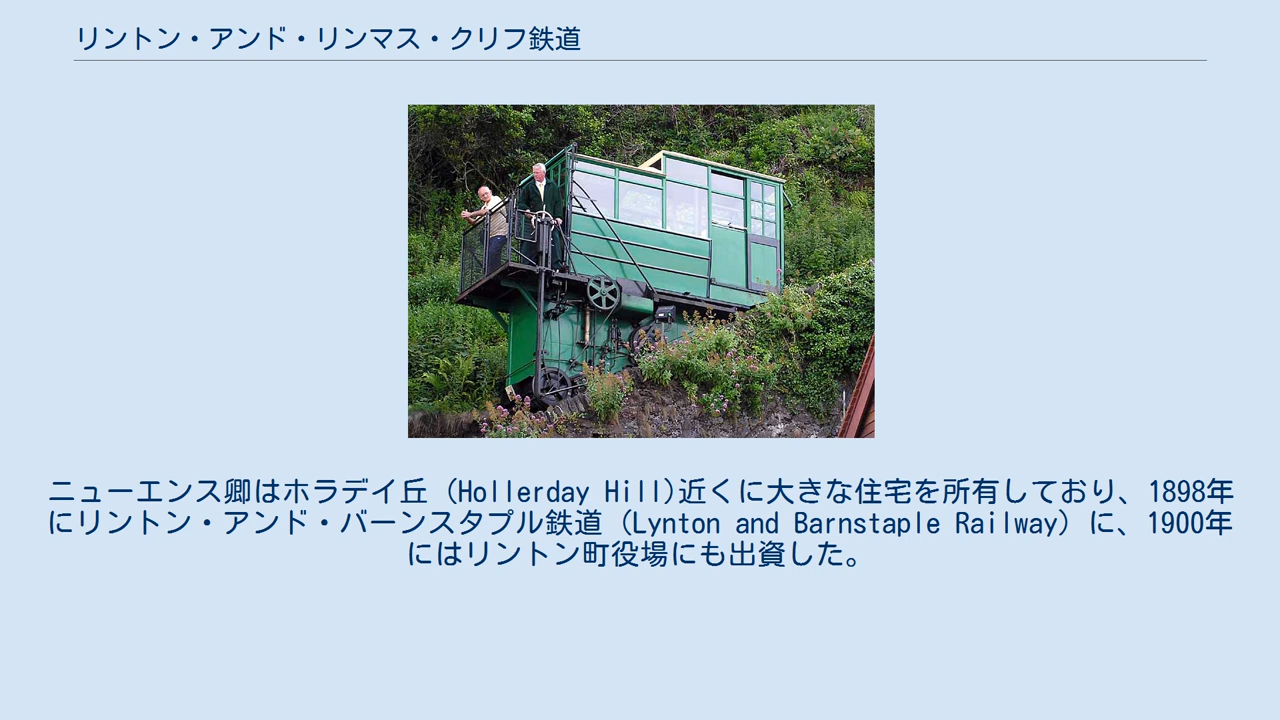 リントン・アンド・リンマス・クリフ鉄道
ニューエンス卿はホラデイ丘 (Hollerday Hill)近くに大きな住宅を所有しており、1898年
にリントン・アンド・バーンスタプル鉄道（Lynton and Barnstaple Railway）に、1900年
にはリントン町役場にも出資した。